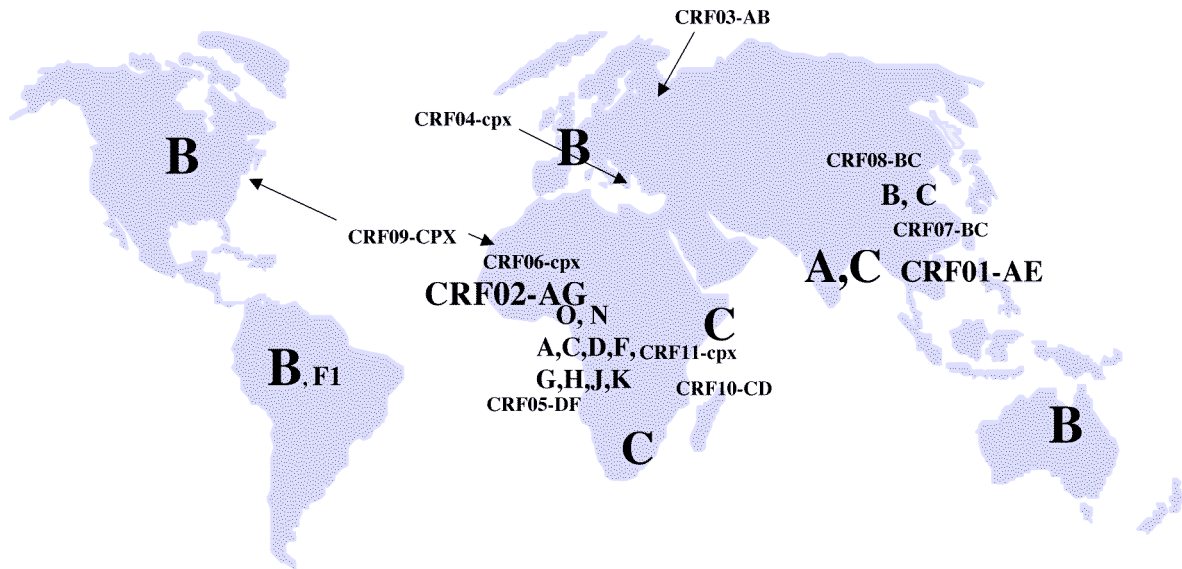 CRF03-AB
CRF04-cpx
B
B
CRF08-BC
B, C
CRF07-BC
CRF09-CPX
CRF06-cpx
A,C
CRF01-AE
CRF02-AG
O, N
C
A,C,D,F,
CRF11-cpx
B, F1
G,H,J,K
CRF10-CD
CRF05-DF
B
C